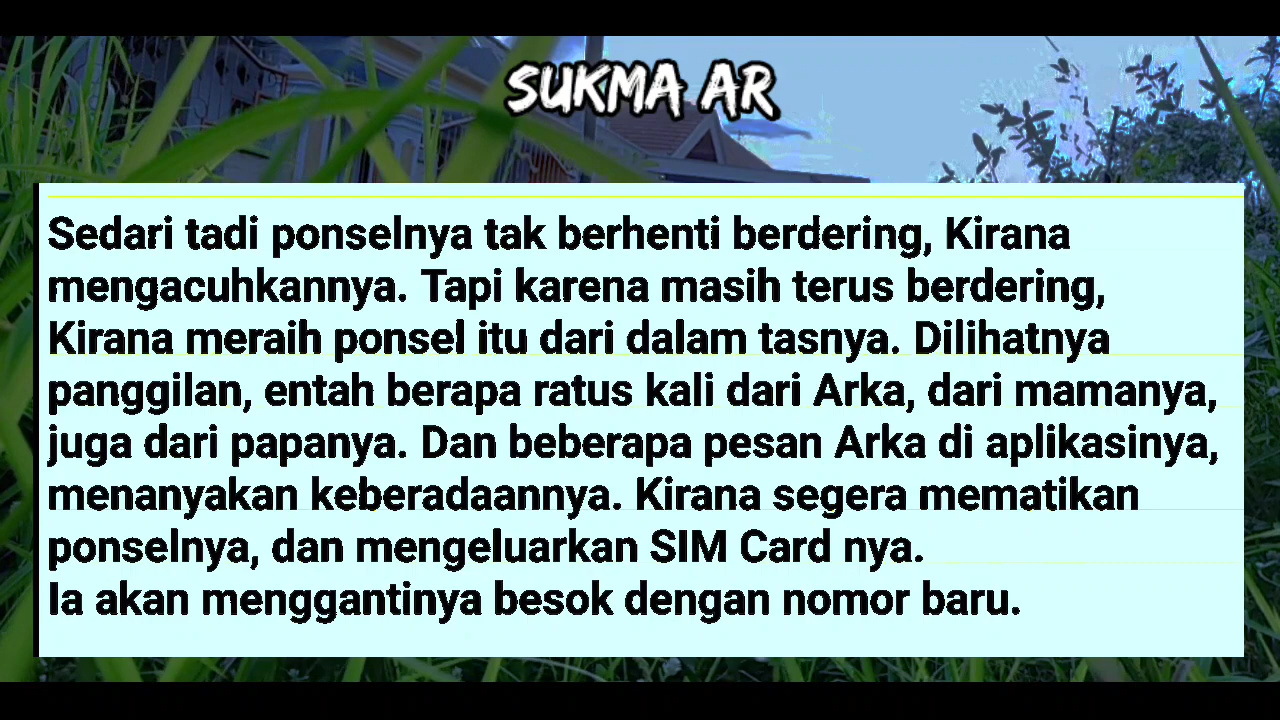 SUKMA AR
Sedari tadi ponselnya tak berhenti berdering, Kirana
mengacuhkannya. Tapi karena masih terus berdering,
Kirana meraih ponsel itu dari dalam tasnya. Dilihatnya
panggilan, entah berapa ratus kali dari Arka, dari mamanya,
juga dari papanya. Dan beberapa pesan Arka di aplikasinya,
menanyakan keberadaannya. Kirana segera mematikan
ponselnya, dan mengeluarkan SIM Card nya.
Ia akan menggantinya besok dengan nomor baru.